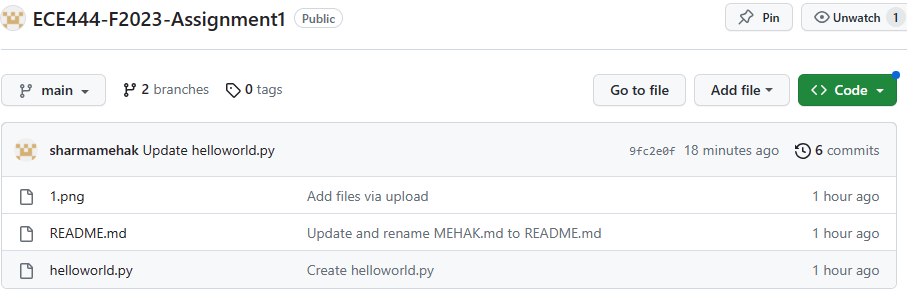 ECE444-F2023-Assignment1 Public Pin Unwatch 1
main 2 branches 0 tags Go to file Add file <> Code
sharmamehak Update helloworld.py 9fc2e0f 18 minutes ago 6 commits
1.png Add files via upload 1 hour ago
README.md Update and rename MEHAK.md to README.md 1 hour ago
helloworld.py Create helloworld.py 1 hour ago